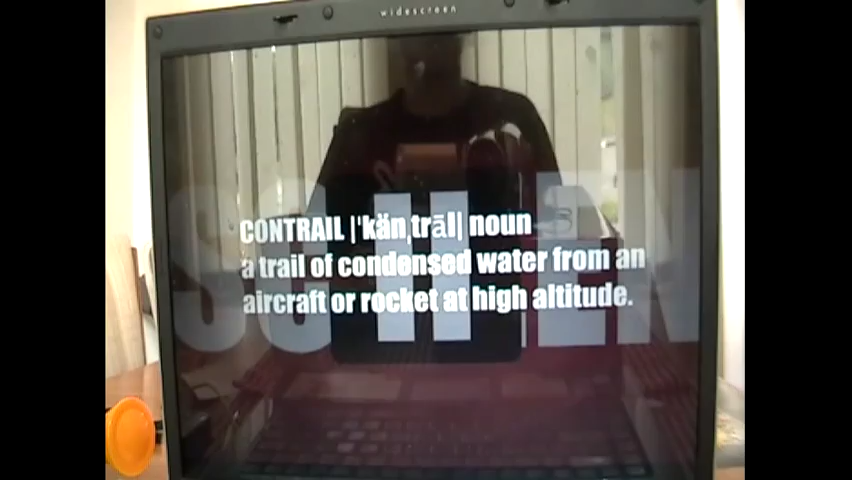 widescreen
CONTRAIL |ˈkänˌtrāl| noun
a trail of condensed water from an
aircraft or rocket at high altitude.